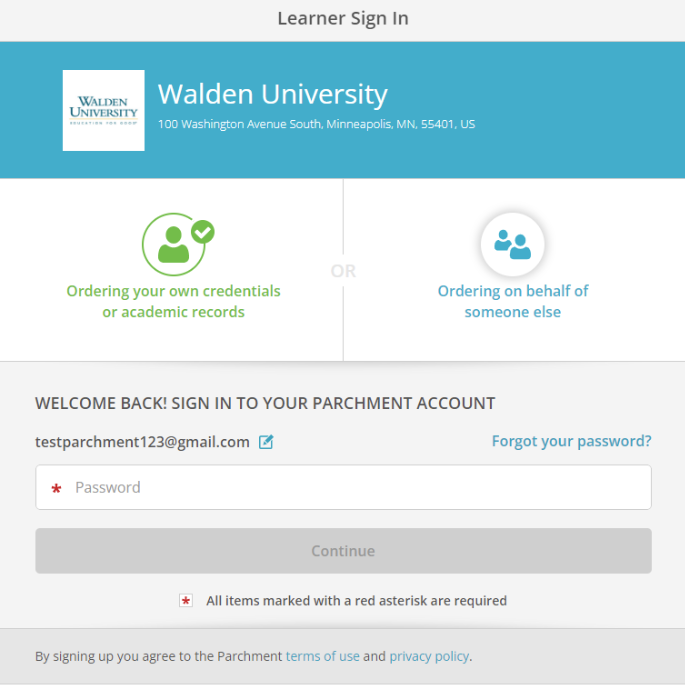 Learner Sign In
WALDEN
UNIVERSITY
Walden University
100 Washington Avenue South, Minneapolis, MN, 55401, US
Ordering your own credentials
or academic records
OR
Ordering on behalf of
someone else
WELCOME BACK! SIGN IN TO YOUR PARCHMENT ACCOUNT
testparchment123@gmail.com
Forgot your password?
* Password
Continue
* All items marked with a red asterisk are required
By signing up you agree to the Parchment terms of use and privacy policy.